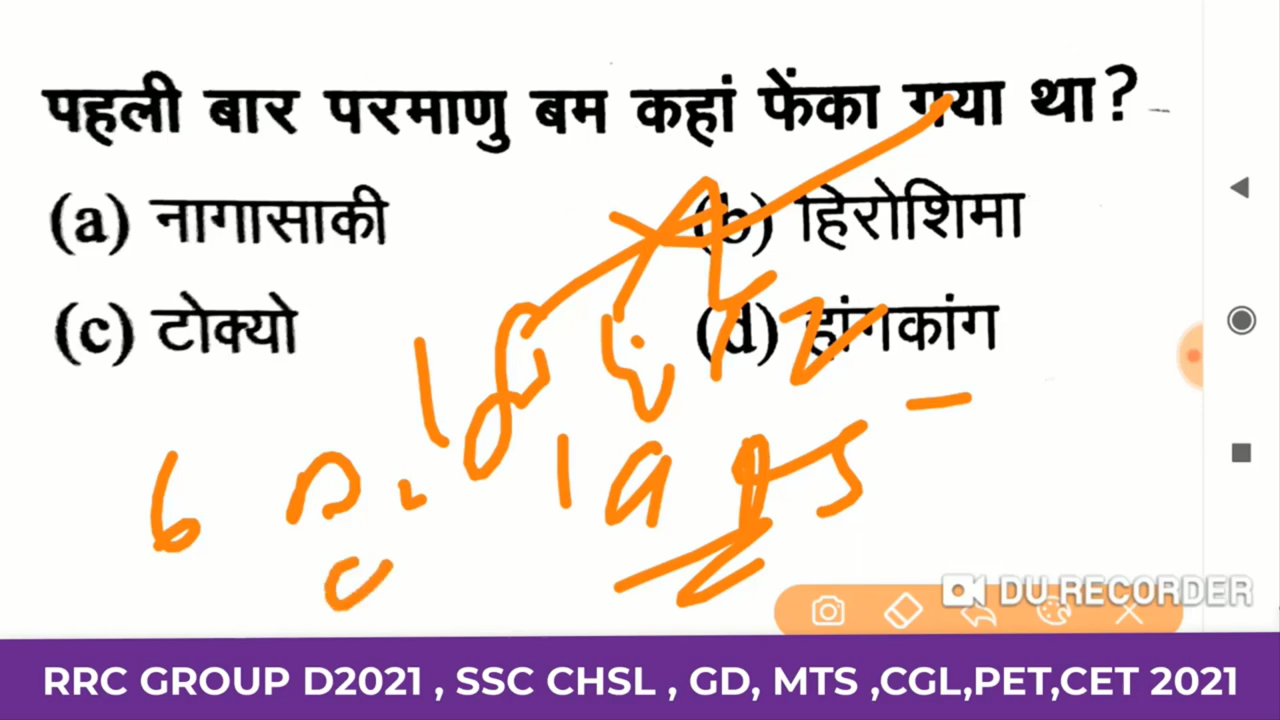 पहली बार परमाणु बम कहां फेंका गया था?
(a) नागासाकी (b) हिरोशिमा
(c) टोक्यो (d) हांगकांग
6
1945
DU RECORDER
RRC GROUP D2021 , SSC CHSL , GD, MTS ,CGL,PET,CET 2021